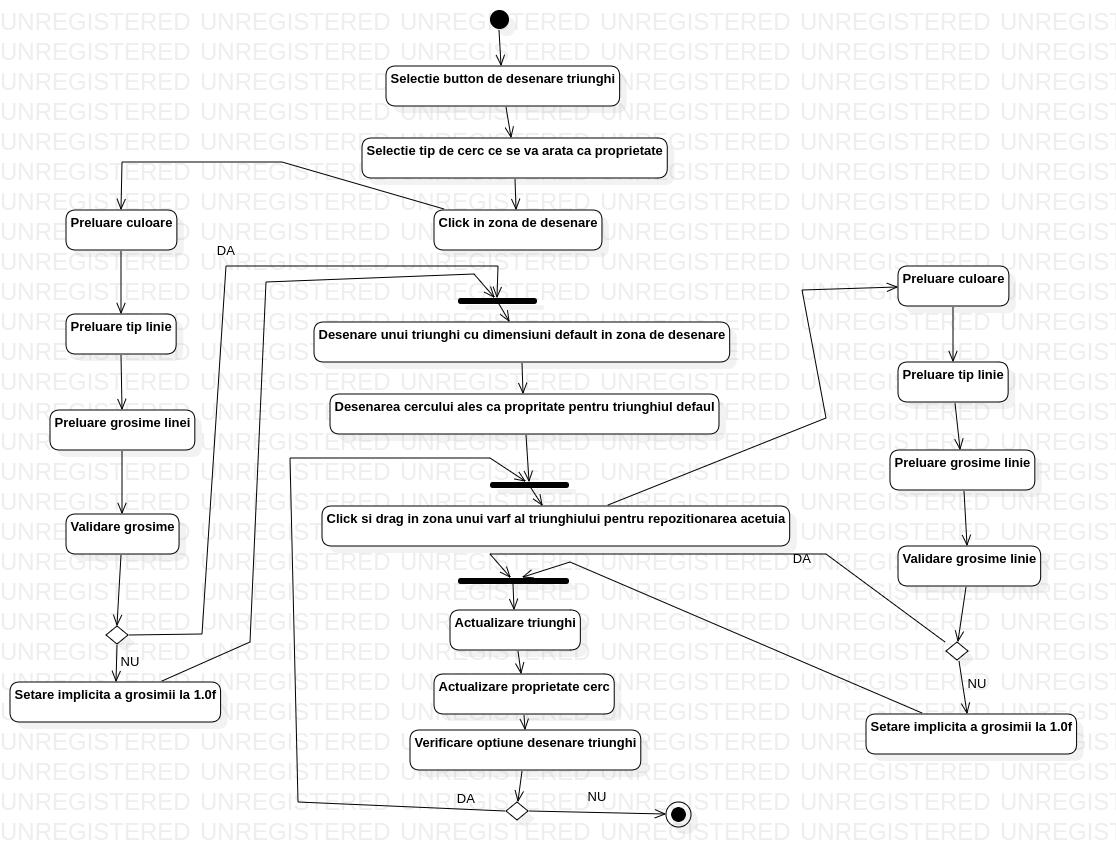 Selectie button de desenare triunghi
Selectie tip de cerc ce se va arata ca proprietate
Click in zona de desenare
Preluare culoare
DA
Preluare tip linie
Preluare grosime linei
Validare grosime
NU
Setare implicita a grosimii la 1.0f
Desenare unui triunghi cu dimensiuni default in zona de desenare
Desenarea cercului ales ca propritate pentru triunghiul defaul
Click si drag in zona unui varf al triunghiului pentru repozitionarea acetuia
Preluare culoare
Preluare tip linie
Preluare grosime linie
Validare grosime linie
DA
NU
Setare implicita a grosimii la 1.0f
Actualizare triunghi
Actualizare proprietate cerc
Verificare optiune desenare triunghi
DA
NU
UNREGISTERED